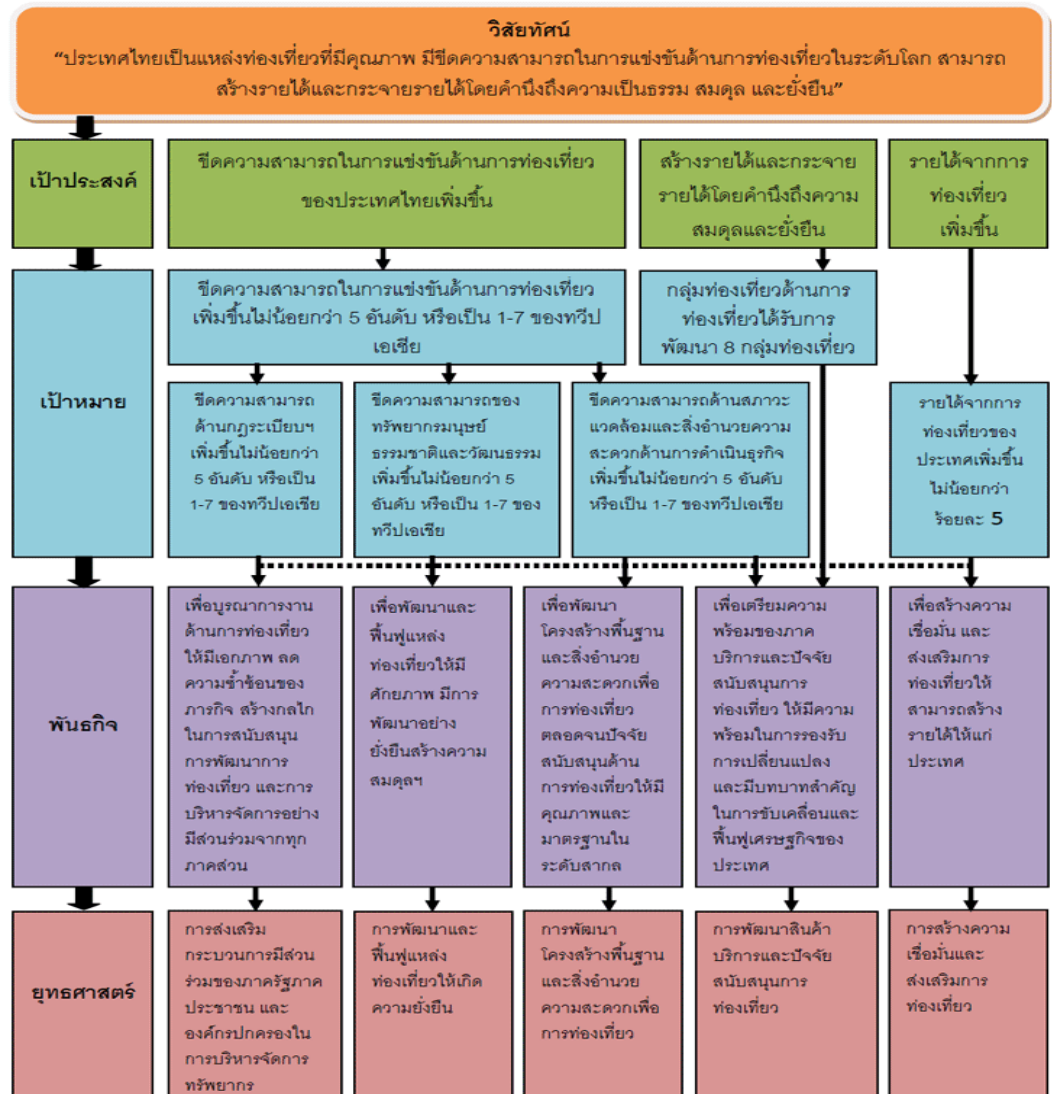 วิสัยทัศน์
“ประเทศไทยเป็นแหล่งท่องเที่ยวที่มีคุณภาพ มีขีดความสามารถในการแข่งขันด้านการท่องเที่ยวในระดับโลก สามารถ
สร้างรายได้และกระจายรายได้โดยคำนึงถึงความเป็นธรรม สมดุล และยั่งยืน”
เป้าประสงค์
ขีดความสามารถในการแข่งขันด้านการท่องเที่ยว
ของประเทศไทยเพิ่มขึ้น
สร้างรายได้และกระจาย
รายได้โดยคำนึงถึงความ
สมดุลและยั่งยืน
รายได้จากการ
ท่องเที่ยว
เพิ่มขึ้น
เป้าหมาย
ขีดความสามารถในการแข่งขันด้านการท่องเที่ยว
เพิ่มขึ้นไม่น้อยกว่า 5 อันดับ หรือเป็น 1-7 ของทวีป
เอเชีย
กลุ่มท่องเที่ยวด้านการ
ท่องเที่ยวได้รับการ
พัฒนา 8 กลุ่มท่องเที่ยว
ขีดความสามารถ
ด้านกฎระเบียบฯ
เพิ่มขึ้นไม่น้อยกว่า
5 อันดับ หรือเป็น
1-7 ของทวีปเอเชีย
ขีดความสามารถของ
ทรัพยากรมนุษย์
ธรรมชาติและวัฒนธรรม
เพิ่มขึ้นไม่น้อยกว่า 5
อันดับ หรือเป็น 1-7 ของ
ทวีปเอเชีย
ขีดความสามารถด้านสภาวะ
แวดล้อมและสิ่งอำนวยความ
สะดวกด้านการดำเนินธุรกิจ
เพิ่มขึ้นไม่น้อยกว่า 5 อันดับ
หรือเป็น 1-7 ของทวีปเอเชีย
รายได้จากการ
ท่องเที่ยวของ
ประเทศเพิ่มขึ้น
ไม่น้อยกว่า
ร้อยละ 5
พันธกิจ
เพื่อบูรณาการงาน
ด้านการท่องเที่ยว
ให้มีเอกภาพ ลด
ความซ้ำซ้อนของ
ภารกิจ สร้างกลไก
ในการสนับสนุน
การพัฒนาการ
ท่องเที่ยว และการ
บริหารจัดการอย่าง
มีส่วนร่วมจากทุก
ภาคส่วน
เพื่อพัฒนาและ
ฟื้นฟูแหล่ง
ท่องเที่ยวให้มี
ศักยภาพ มีการ
พัฒนาอย่าง
ยั่งยืนสร้างความ
สมดุลฯ
เพื่อพัฒนา
โครงสร้างพื้นฐาน
และสิ่งอำนวย
ความสะดวกเพื่อ
การท่องเที่ยว
ตลอดจนปัจจัย
สนับสนุนด้าน
การท่องเที่ยวให้มี
คุณภาพและ
มาตรฐานใน
ระดับสากล
เพื่อเตรียมความ
พร้อมของภาค
บริการและปัจจัย
สนับสนุนการ
ท่องเที่ยว ให้มีความ
พร้อมในการรองรับ
การเปลี่ยนแปลง
และมีบทบาทสำคัญ
ในการขับเคลื่อนและ
ฟื้นฟูเศรษฐกิจของ
ประเทศ
เพื่อสร้างความ
เชื่อมั่น และ
ส่งเสริมการ
ท่องเที่ยวให้
สามารถสร้าง
รายได้ให้แก่
ประเทศ
ยุทธศาสตร์
การส่งเสริม
กระบวนการมีส่วน
ร่วมของภาครัฐภาค
ประชาชน และ
องค์กรปกครองใน
การบริหารจัดการ
ทรัพยากร
การพัฒนาและ
ฟื้นฟูแหล่ง
ท่องเที่ยวให้เกิด
ความยั่งยืน
การพัฒนา
โครงสร้างพื้นฐาน
และสิ่งอำนวย
ความสะดวกเพื่อ
การท่องเที่ยว
การพัฒนาสินค้า
บริการและปัจจัย
สนับสนุนการ
ท่องเที่ยว
การสร้างความ
เชื่อมั่นและ
ส่งเสริมการ
ท่องเที่ยว